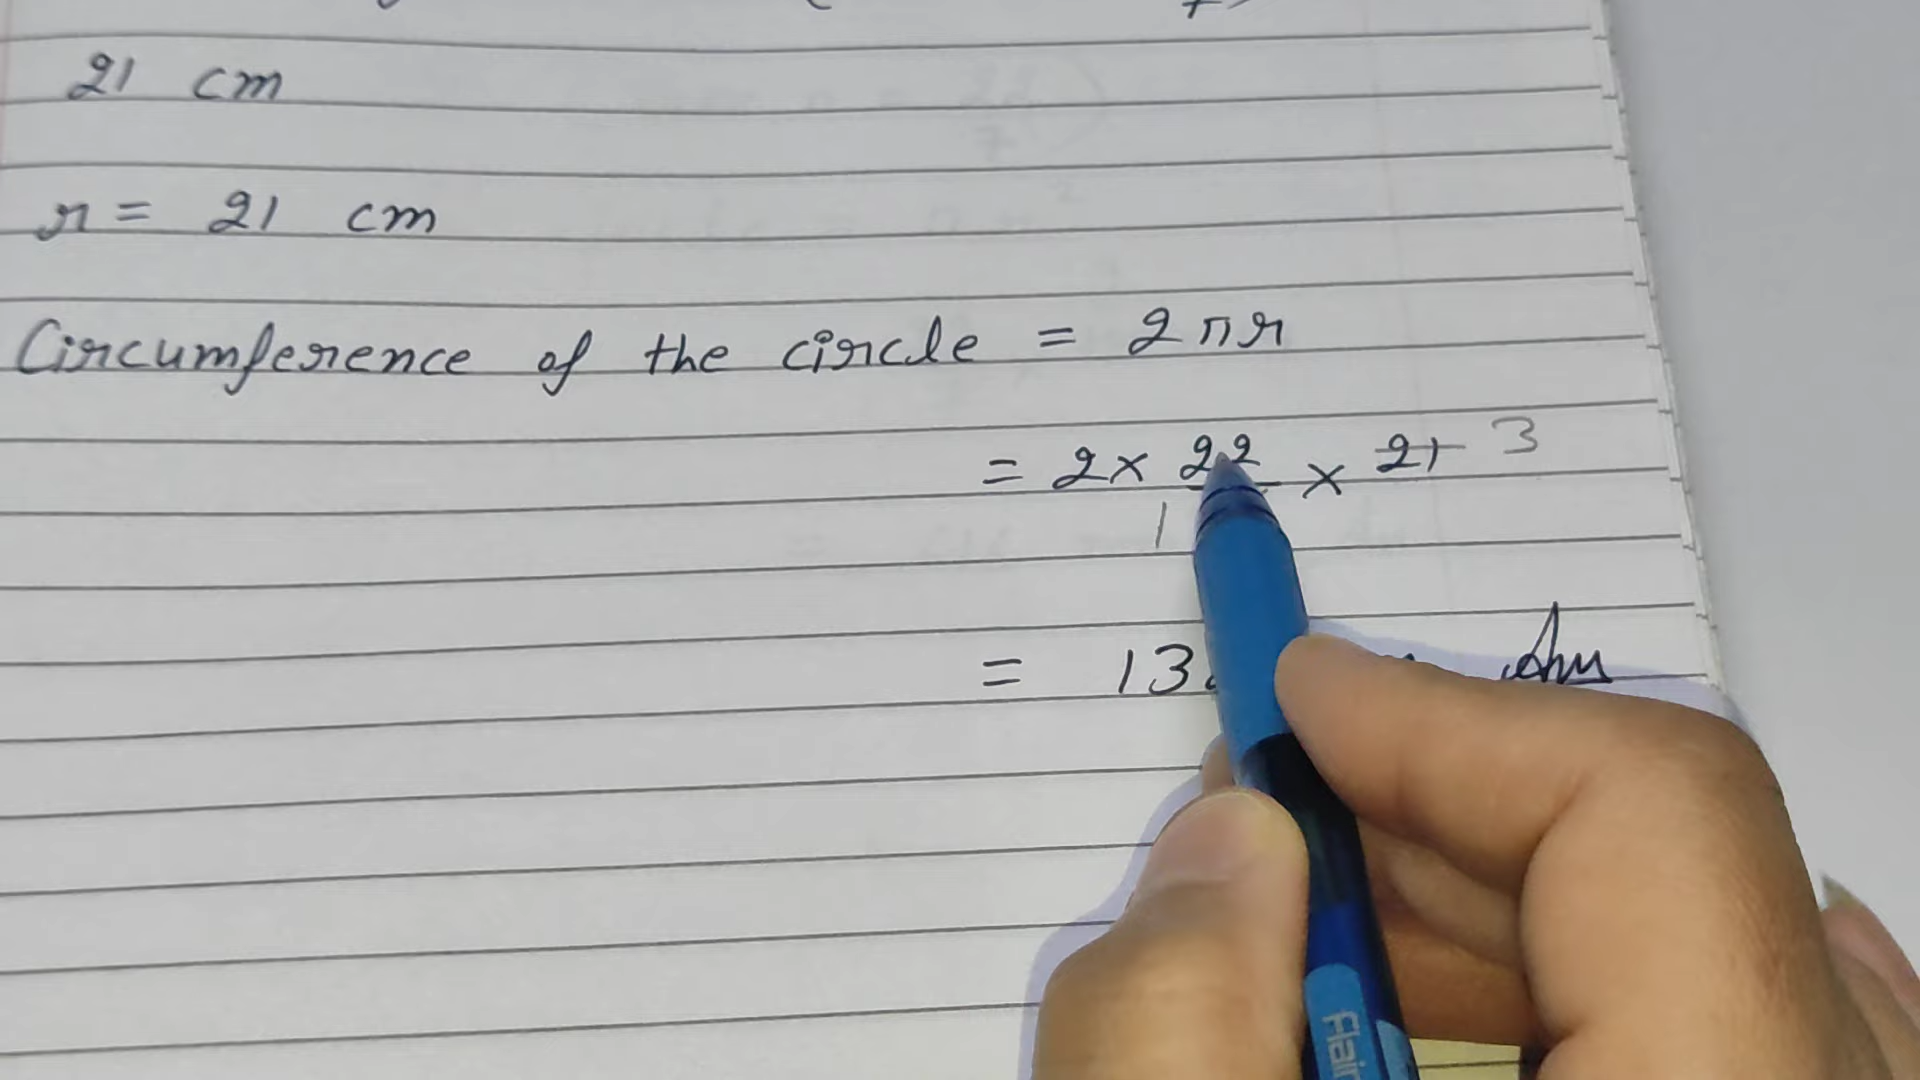 21 cm
r = 21 cm
Circumference of the circle = 2πr
= 2 × 22 × 21 3
1
= 13 Ans
Flair